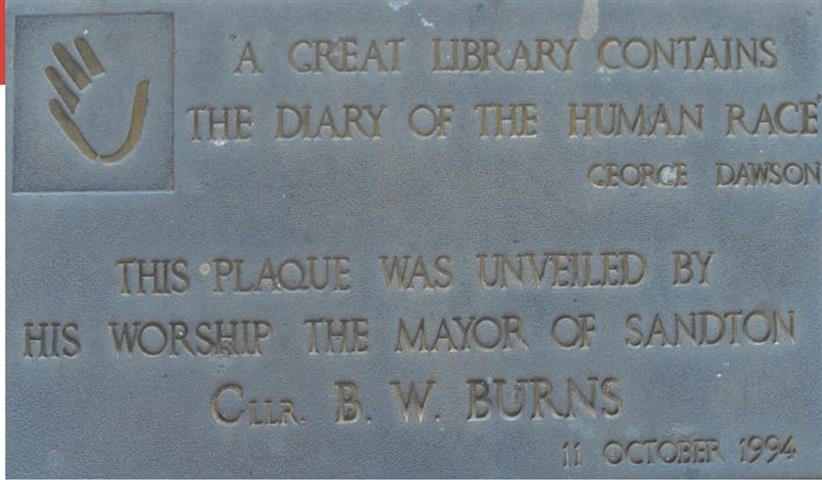 'A GREAT LIBRARY CONTAINS
THE DIARY OF THE HUMAN RACE'
GEORGE DAWSON
THIS PLAQUE WAS UNVEILED BY
HIS WORSHIP THE MAYOR OF SANDTON
CLLR. B. W. BURNS
11 OCTOBER 1994